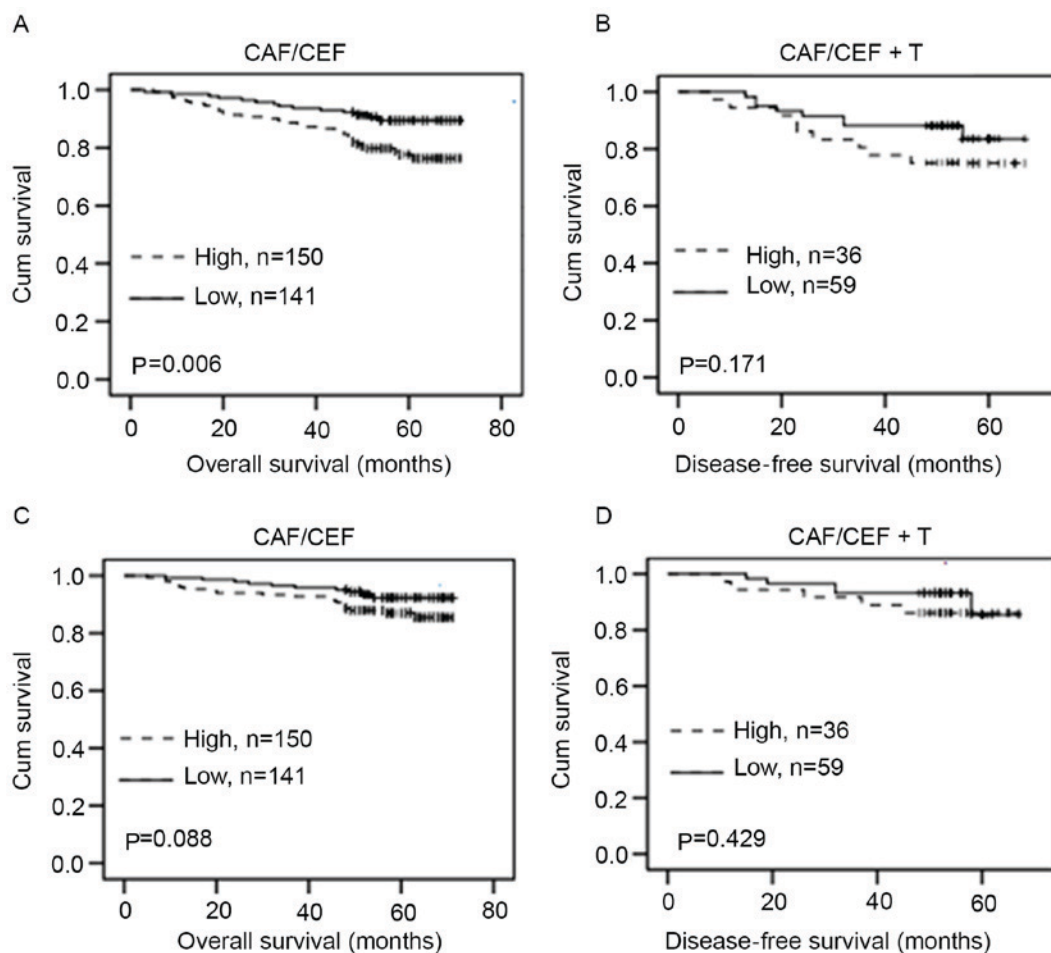 A
CAF/CEF
Cum survival
1.0
0.8
0.6
0.4
0.2
0.0
High, n=150
Low, n=141
P=0.006
0 20 40 60 80
Overall survival (months)
B
CAF/CEF + T
Cum survival
1.0
0.8
0.6
0.4
0.2
0.0
High, n=36
Low, n=59
P=0.171
0 20 40 60
Disease-free survival (months)
C
CAF/CEF
Cum survival
1.0
0.8
0.6
0.4
0.2
0.0
High, n=150
Low, n=141
P=0.088
0 20 40 60 80
Overall survival (months)
D
CAF/CEF + T
Cum survival
1.0
0.8
0.6
0.4
0.2
0.0
High, n=36
Low, n=59
P=0.429
0 20 40 60
Disease-free survival (months)